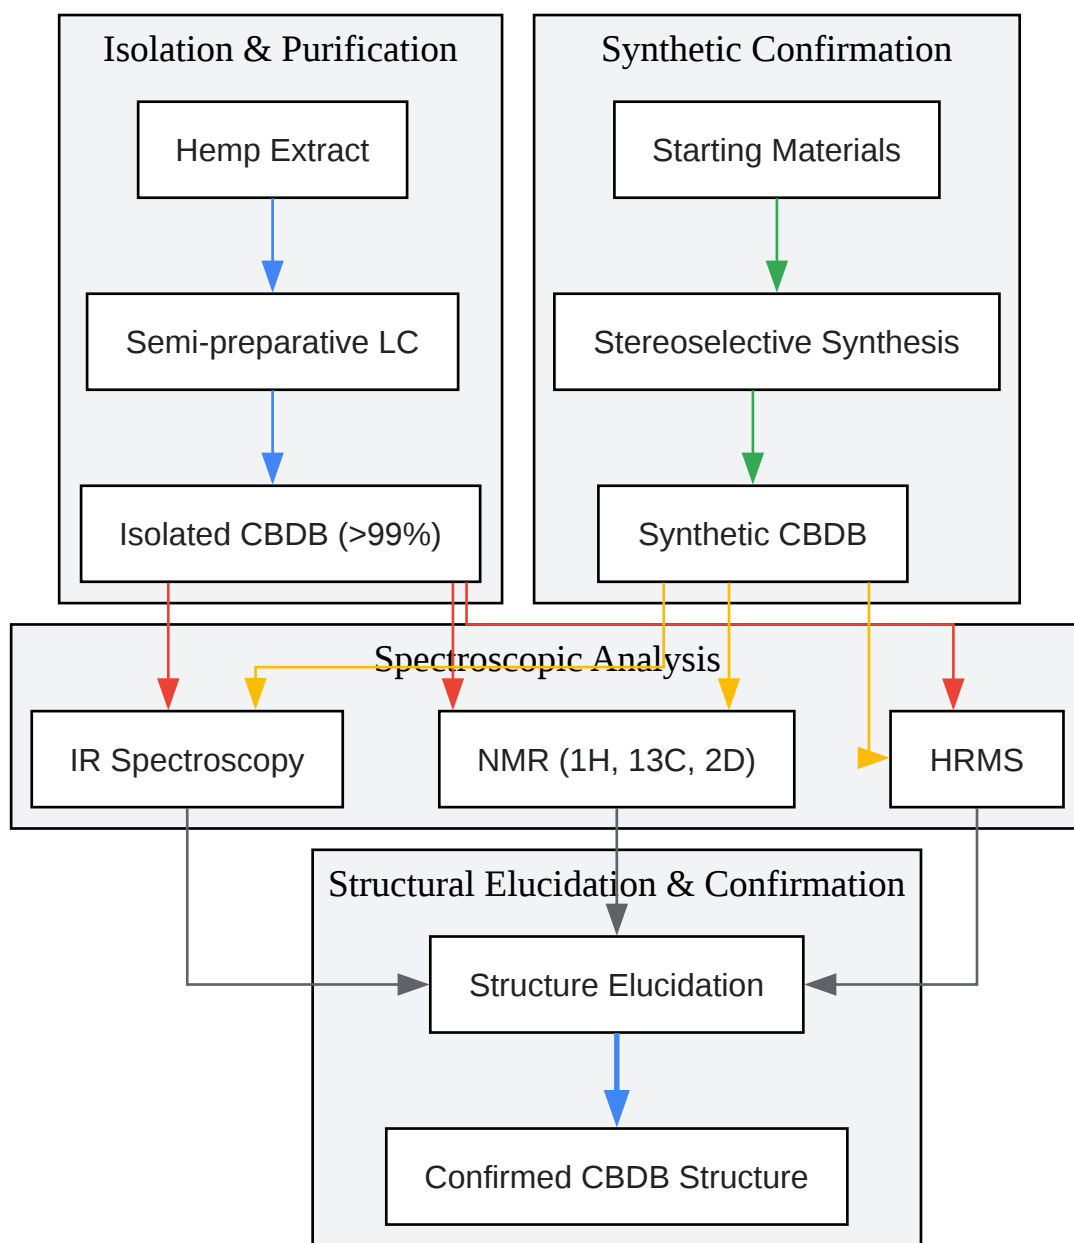 Isolation & Purification
Hemp Extract
Semi-preparative LC
Isolated CBDB (>99%)
Synthetic Confirmation
Starting Materials
Stereoselective Synthesis
Synthetic CBDB
Spectroscopic Analysis
IR Spectroscopy
NMR (1H, 13C, 2D)
HRMS
Structural Elucidation & Confirmation
Structure Elucidation
Confirmed CBDB Structure